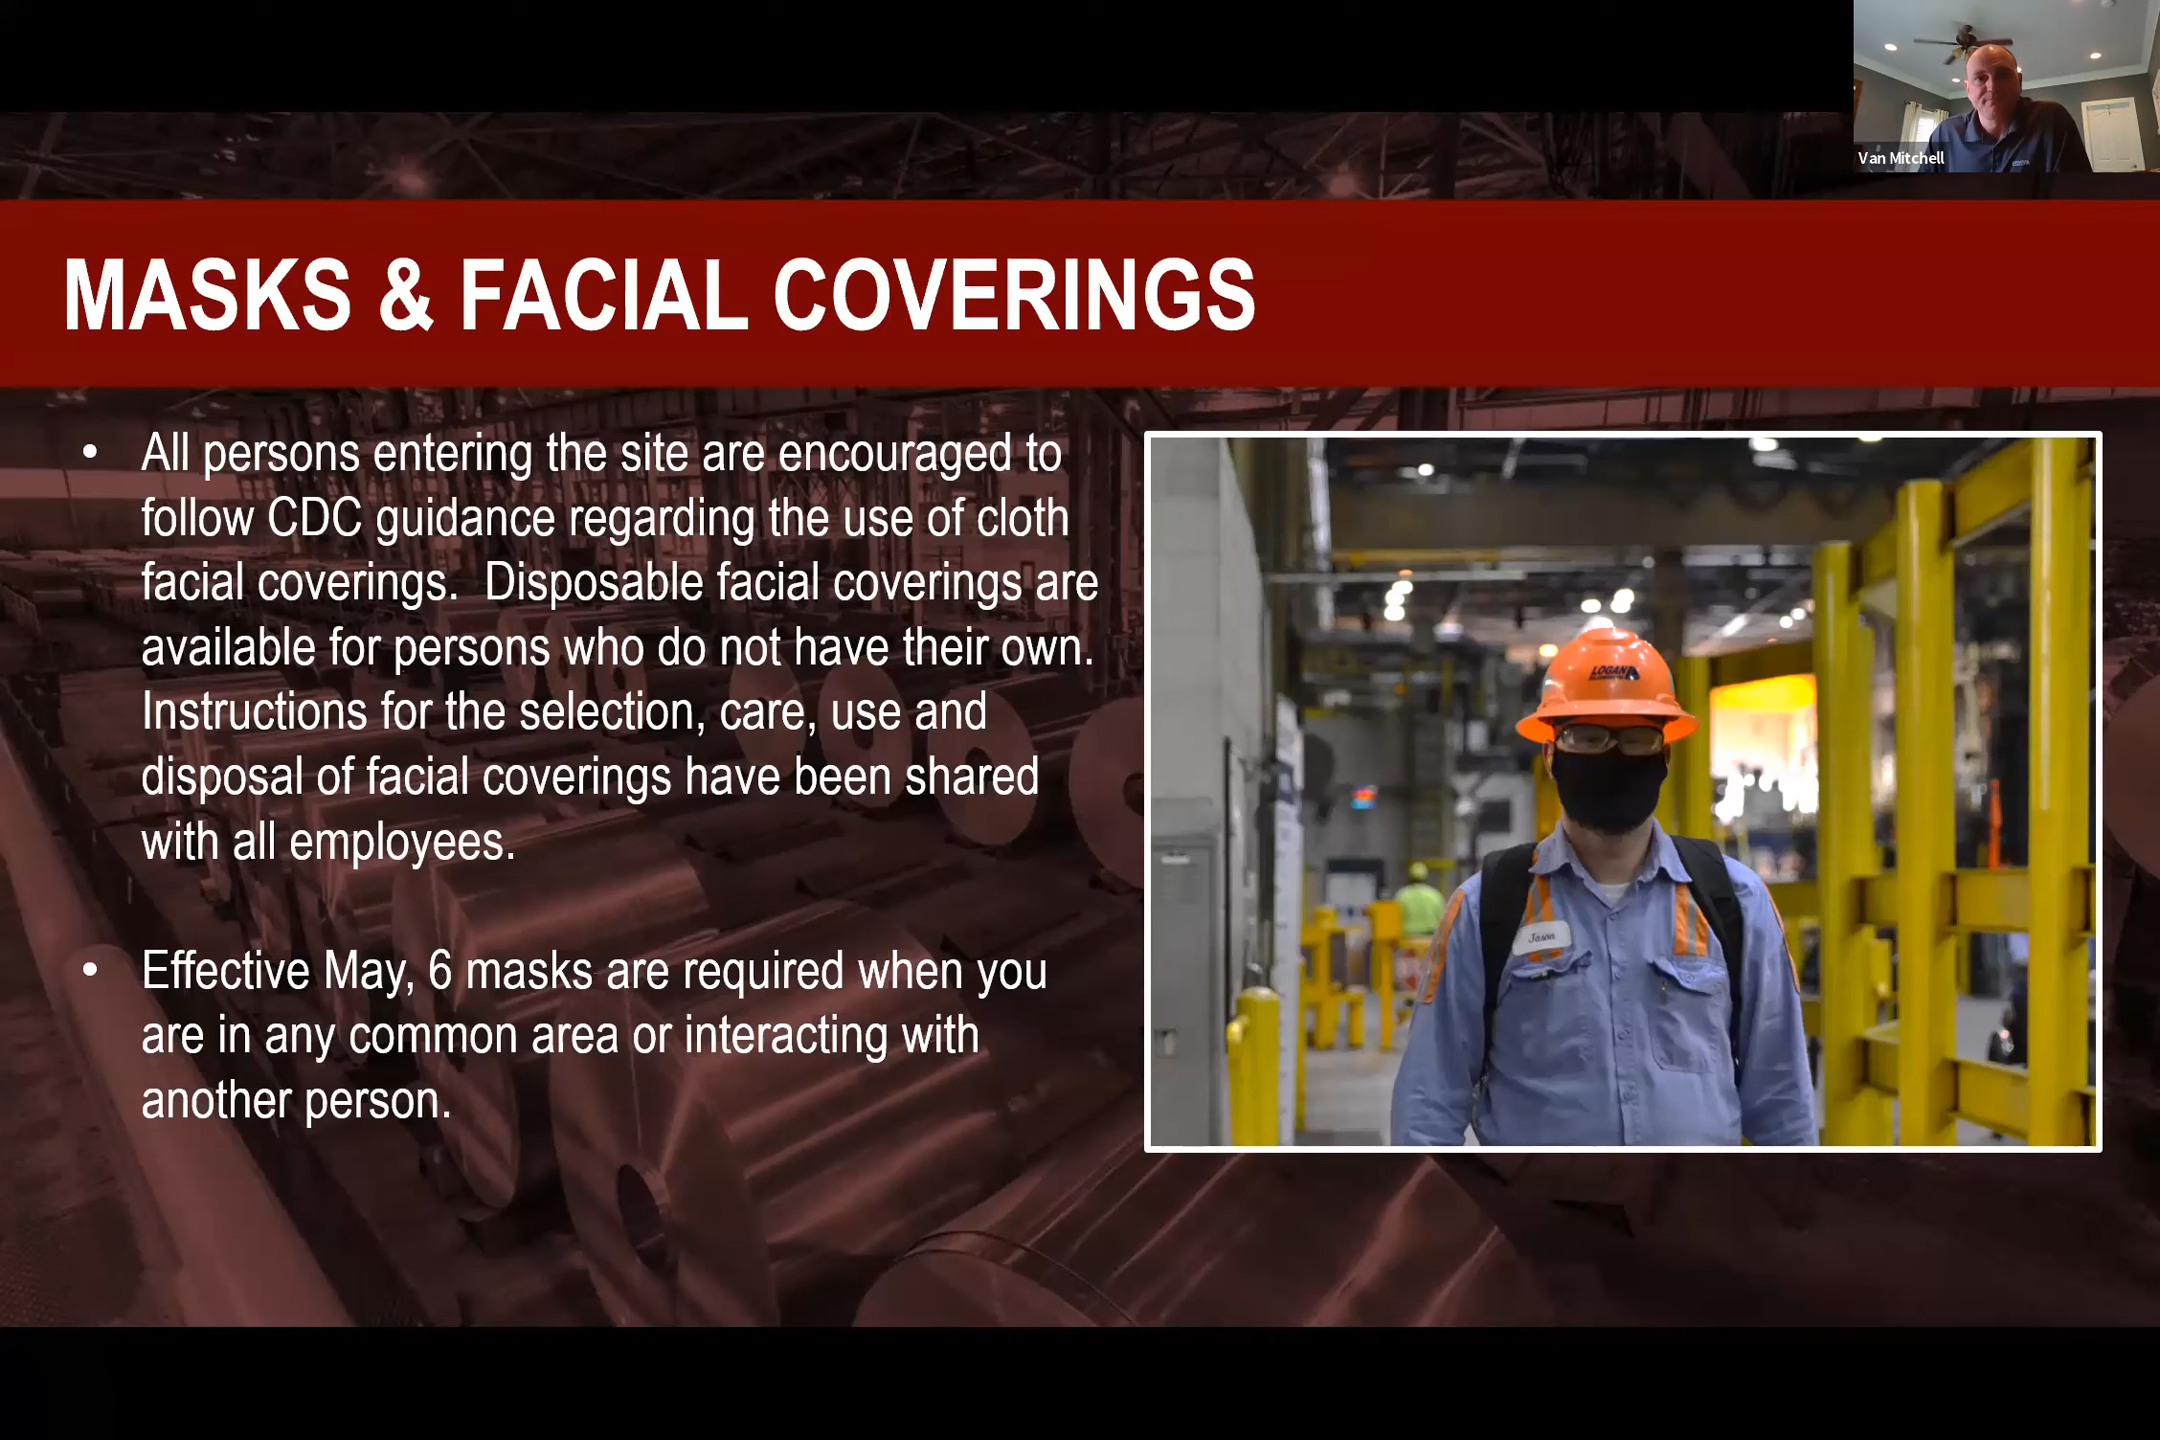 Van Mitchell
MASKS & FACIAL COVERINGS
• All persons entering the site are encouraged to
follow CDC guidance regarding the use of cloth
facial coverings.  Disposable facial coverings are
available for persons who do not have their own.
Instructions for the selection, care, use and
disposal of facial coverings have been shared
with all employees.
• Effective May, 6 masks are required when you
are in any common area or interacting with
another person.
LOGAN
Jason